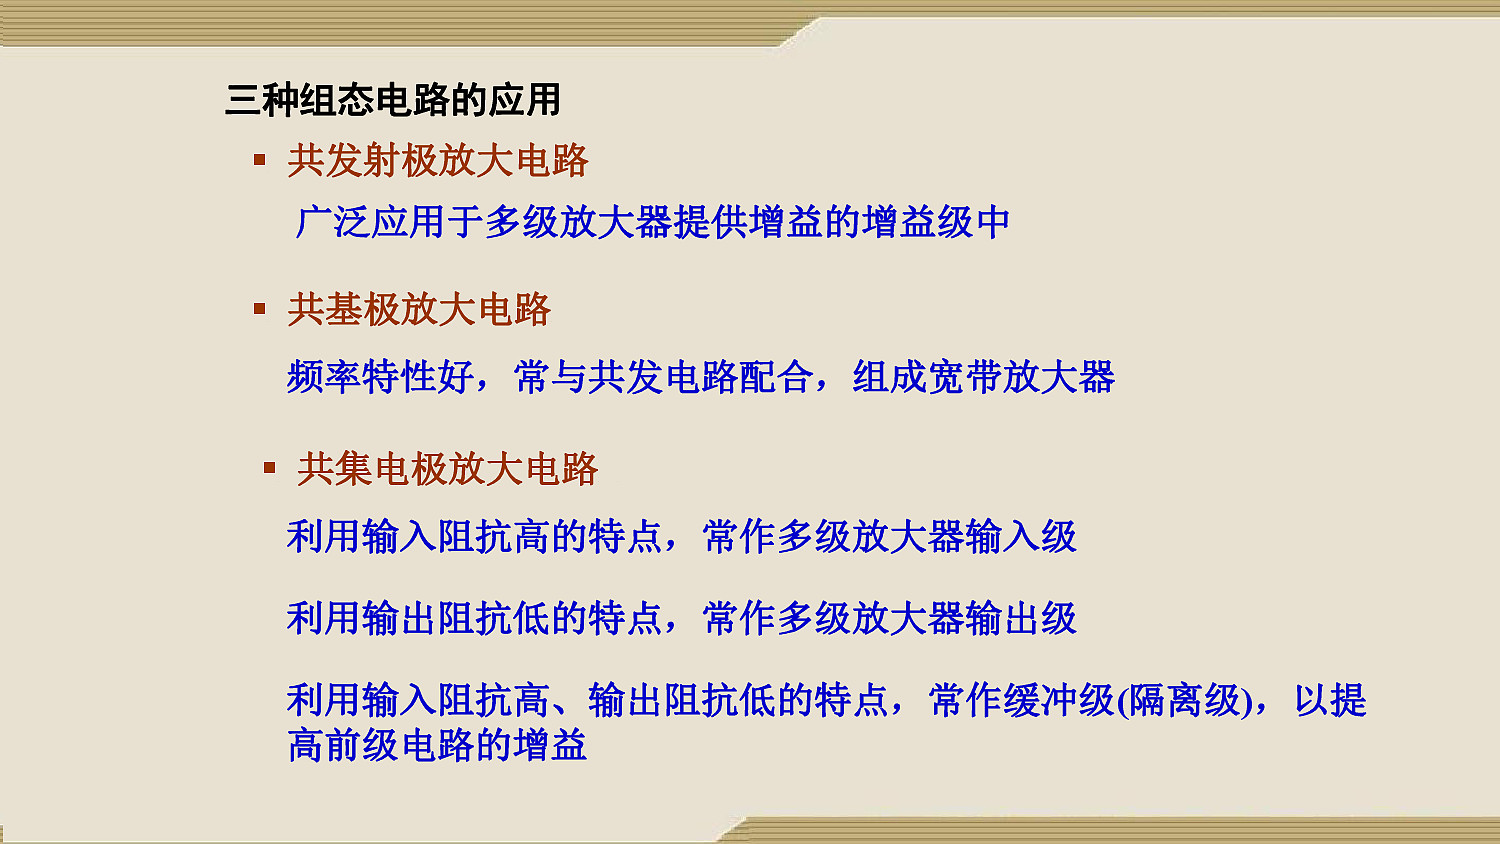 三种组态电路的应用
▪ 共发射极放大电路
广泛应用于多级放大器提供增益的增益级中
▪ 共基极放大电路
频率特性好，常与共发电路配合，组成宽带放大器
▪ 共集电极放大电路
利用输入阻抗高的特点，常作多级放大器输入级
利用输出阻抗低的特点，常作多级放大器输出级
利用输入阻抗高、输出阻抗低的特点，常作缓冲级(隔离级)，以提
高前级电路的增益